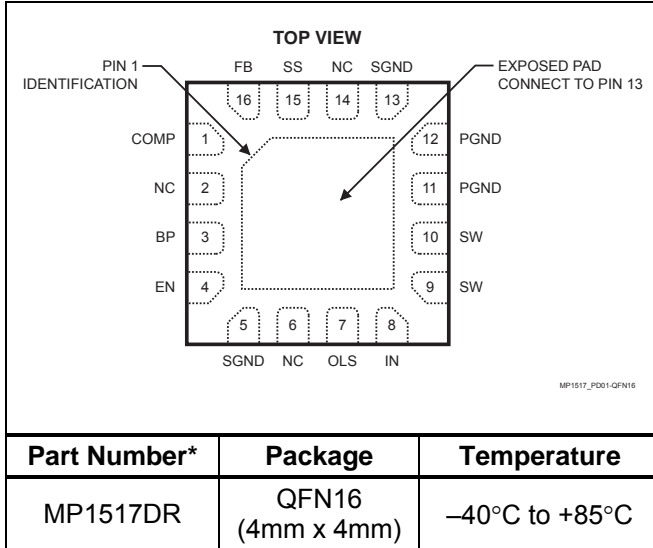 TOP VIEW
PIN 1
IDENTIFICATION
FB SS NC SGND
EXPOSED PAD
CONNECT TO PIN 13
16 15 14 13
COMP 1 12 PGND
NC 2 11 PGND
BP 3 10 SW
EN 4 9 SW
5 6 7 8
SGND NC OLS IN
MP1517_PD01-QFN16
Part Number* Package Temperature
MP1517DR QFN16 –40°C to +85°C
(4mm x 4mm)